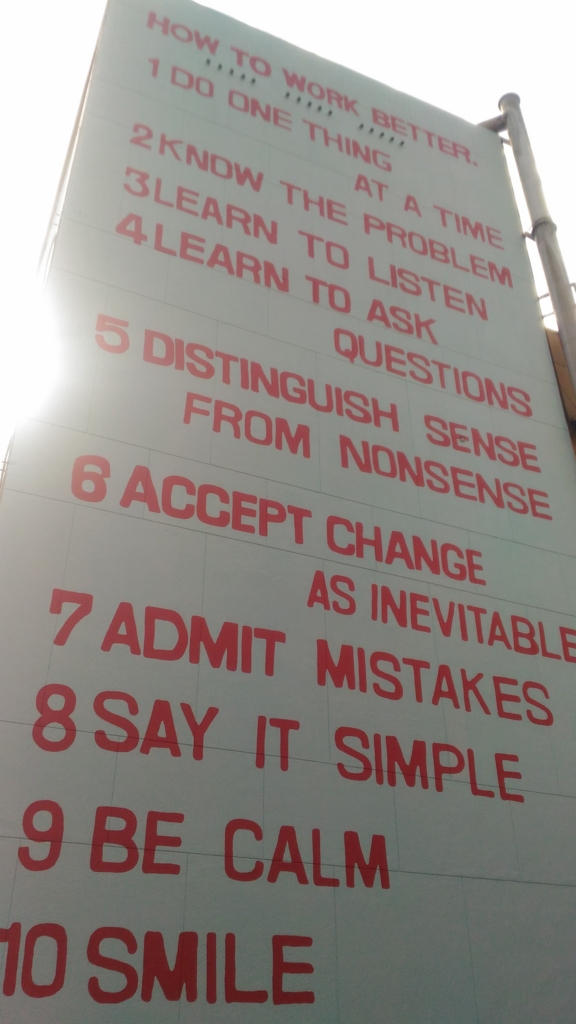 HOW TO WORK BETTER.
1 DO ONE THING
AT A TIME
2 KNOW THE PROBLEM
3 LEARN TO LISTEN
4 LEARN TO ASK
QUESTIONS
5 DISTINGUISH SENSE
FROM NONSENSE
6 ACCEPT CHANGE
AS INEVITABLE
7 ADMIT MISTAKES
8 SAY IT SIMPLE
9 BE CALM
10 SMILE